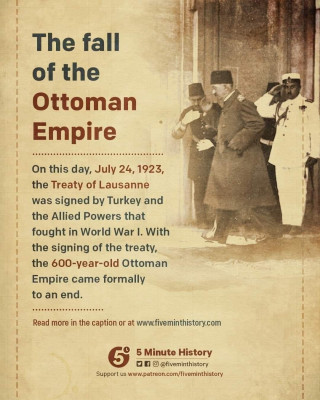 The fall
of the
Ottoman
Empire
On this day, July 24, 1923,
the Treaty of Lausanne
was signed by Turkey and
the Allied Powers that
fought in World War I. With
the signing of the treaty,
the 600-year-old Ottoman
Empire came formally
to an end.
Read more in the caption or at www.fiveminthistory.com
5
5 Minute History
@fiveminthistory
Support us www.patreon.com/fiveminthistory